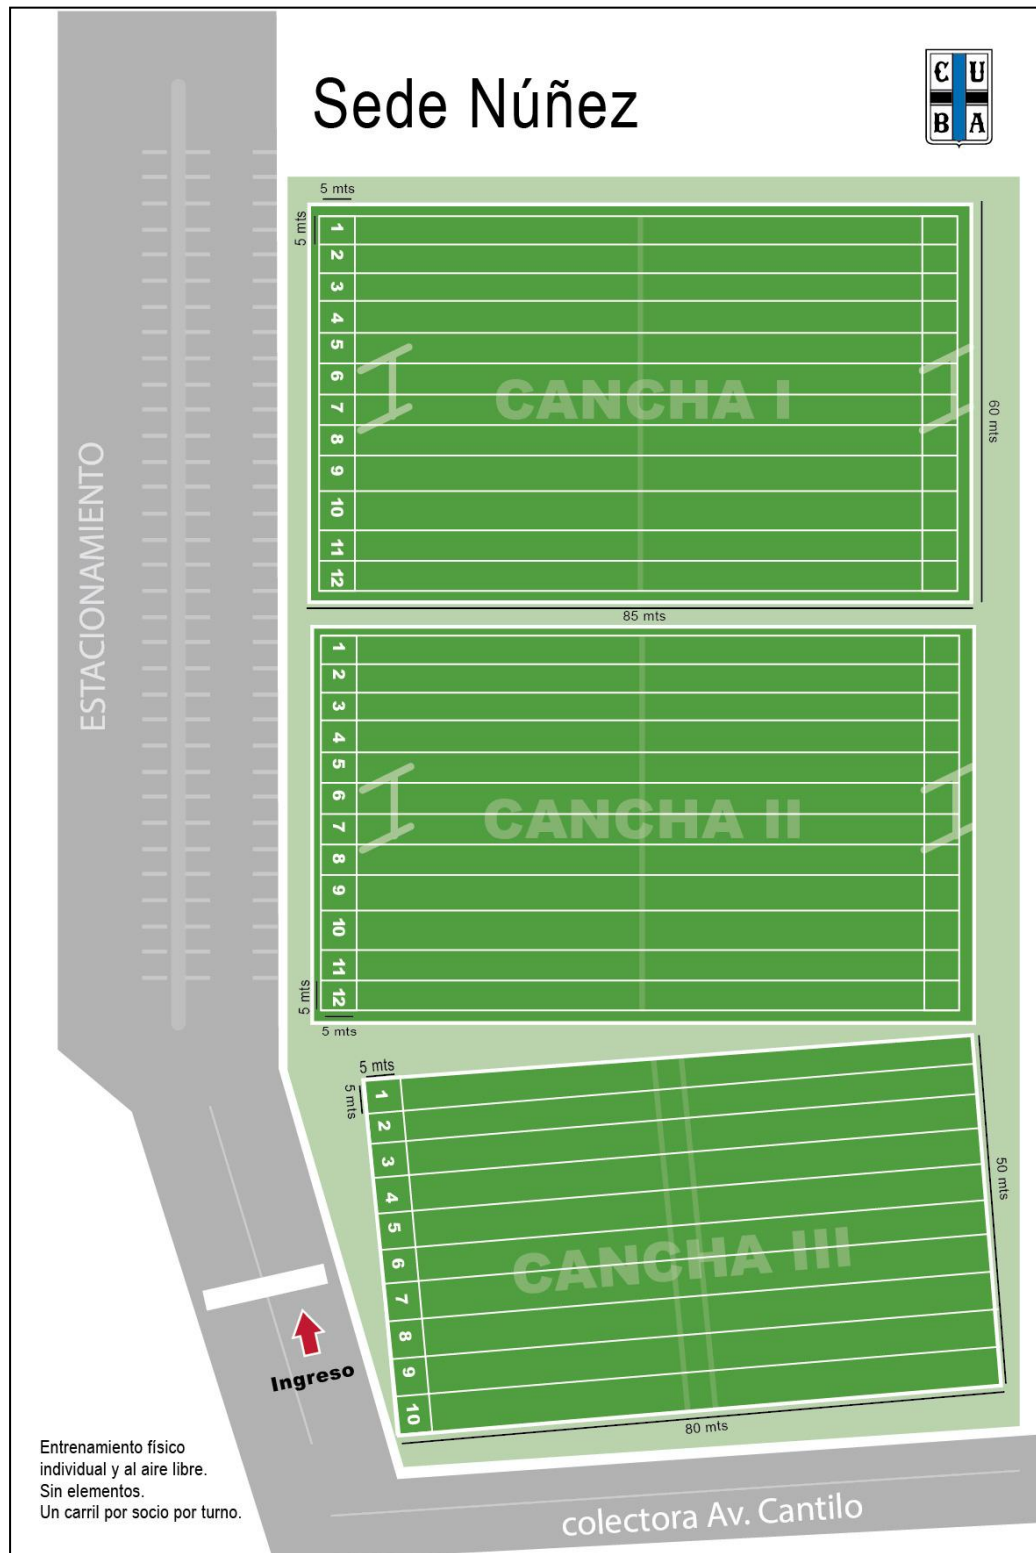 Sede Núñez
C U
B A
5 mts
5 mts
1
2
3
4
5
6
7
8
9
10
11
12
CANCHA I
60 mts
85 mts
ESTACIONAMIENTO
1
2
3
4
5
6
7
8
9
10
11
12
CANCHA II
5 mts
5 mts
5 mts
5 mts
1
2
3
4
5
6
7
8
9
10
CANCHA III
50 mts
80 mts
Ingreso
Entrenamiento físico
individual y al aire libre.
Sin elementos.
Un carril por socio por turno.
colectora Av. Cantilo